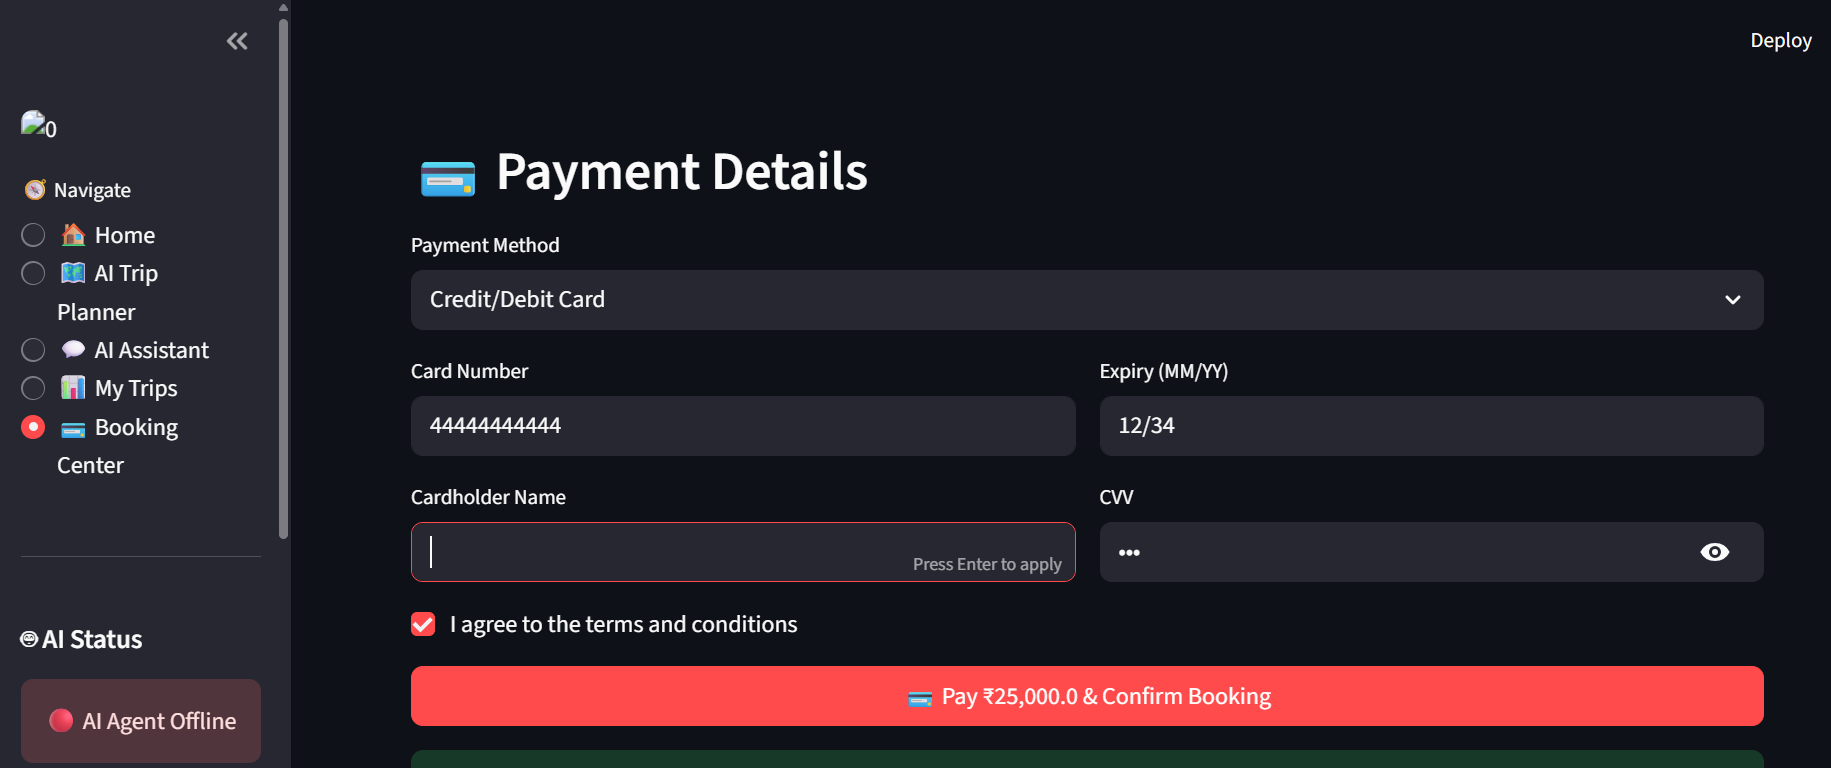 Deploy
0
Navigate
Home
AI Trip
Planner
AI Assistant
My Trips
Booking
Center
AI Status
AI Agent Offline
Payment Details
Payment Method
Credit/Debit Card
Card Number
Expiry (MM/YY)
44444444444
12/34
Cardholder Name
CVV
Press Enter to apply
•••
I agree to the terms and conditions
Pay ₹25,000.0 & Confirm Booking